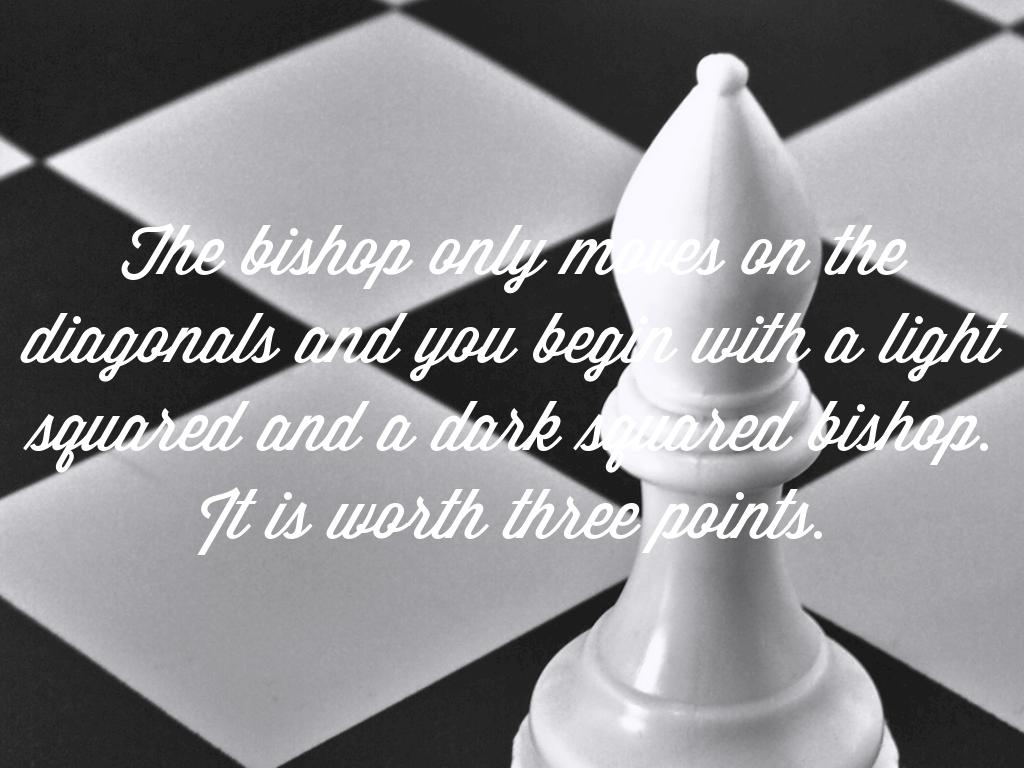 The bishop only moves on the
diagonals and you begin with a light
squared and a dark squared bishop.
It is worth three points.